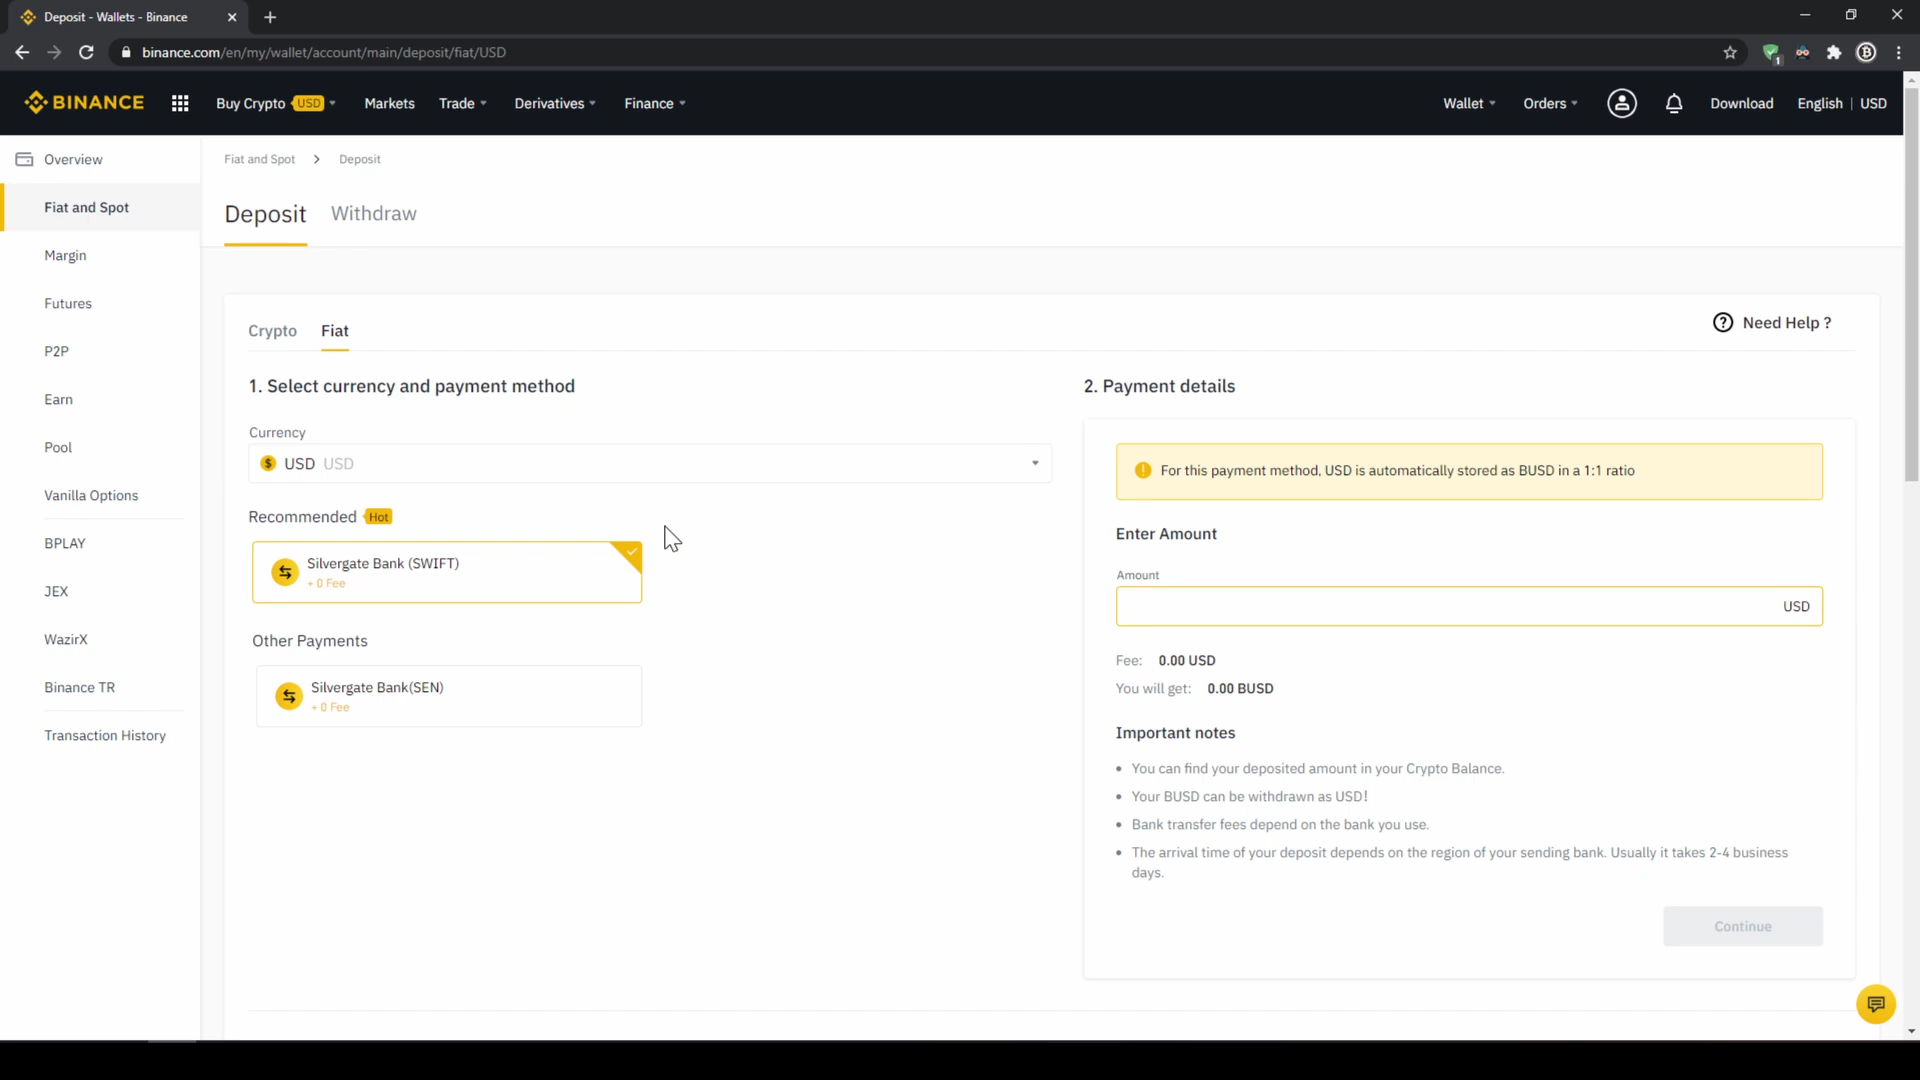 Deposit - Wallets - Binance
binance.com/en/my/wallet/account/main/deposit/fiat/USD
1
BINANCE
Buy Crypto USD
Markets
Trade
Derivatives
Finance
Wallet
Orders
Download
English | USD
Overview
Fiat and Spot
Margin
Futures
P2P
Earn
Pool
Vanilla Options
BPLAY
JEX
WazirX
Binance TR
Transaction History
Fiat and Spot > Deposit
Deposit
Withdraw
Crypto
Fiat
Need Help ?
1. Select currency and payment method
Currency
USD USD
Recommended Hot
Silvergate Bank (SWIFT)
+ 0 Fee
Other Payments
Silvergate Bank(SEN)
+ 0 Fee
2. Payment details
For this payment method, USD is automatically stored as BUSD in a 1:1 ratio
Enter Amount
Amount
USD
Fee: 0.00 USD
You will get: 0.00 BUSD
Important notes
• You can find your deposited amount in your Crypto Balance.
• Your BUSD can be withdrawn as USD!
• Bank transfer fees depend on the bank you use.
• The arrival time of your deposit depends on the region of your sending bank. Usually it takes 2-4 business
days.
Continue